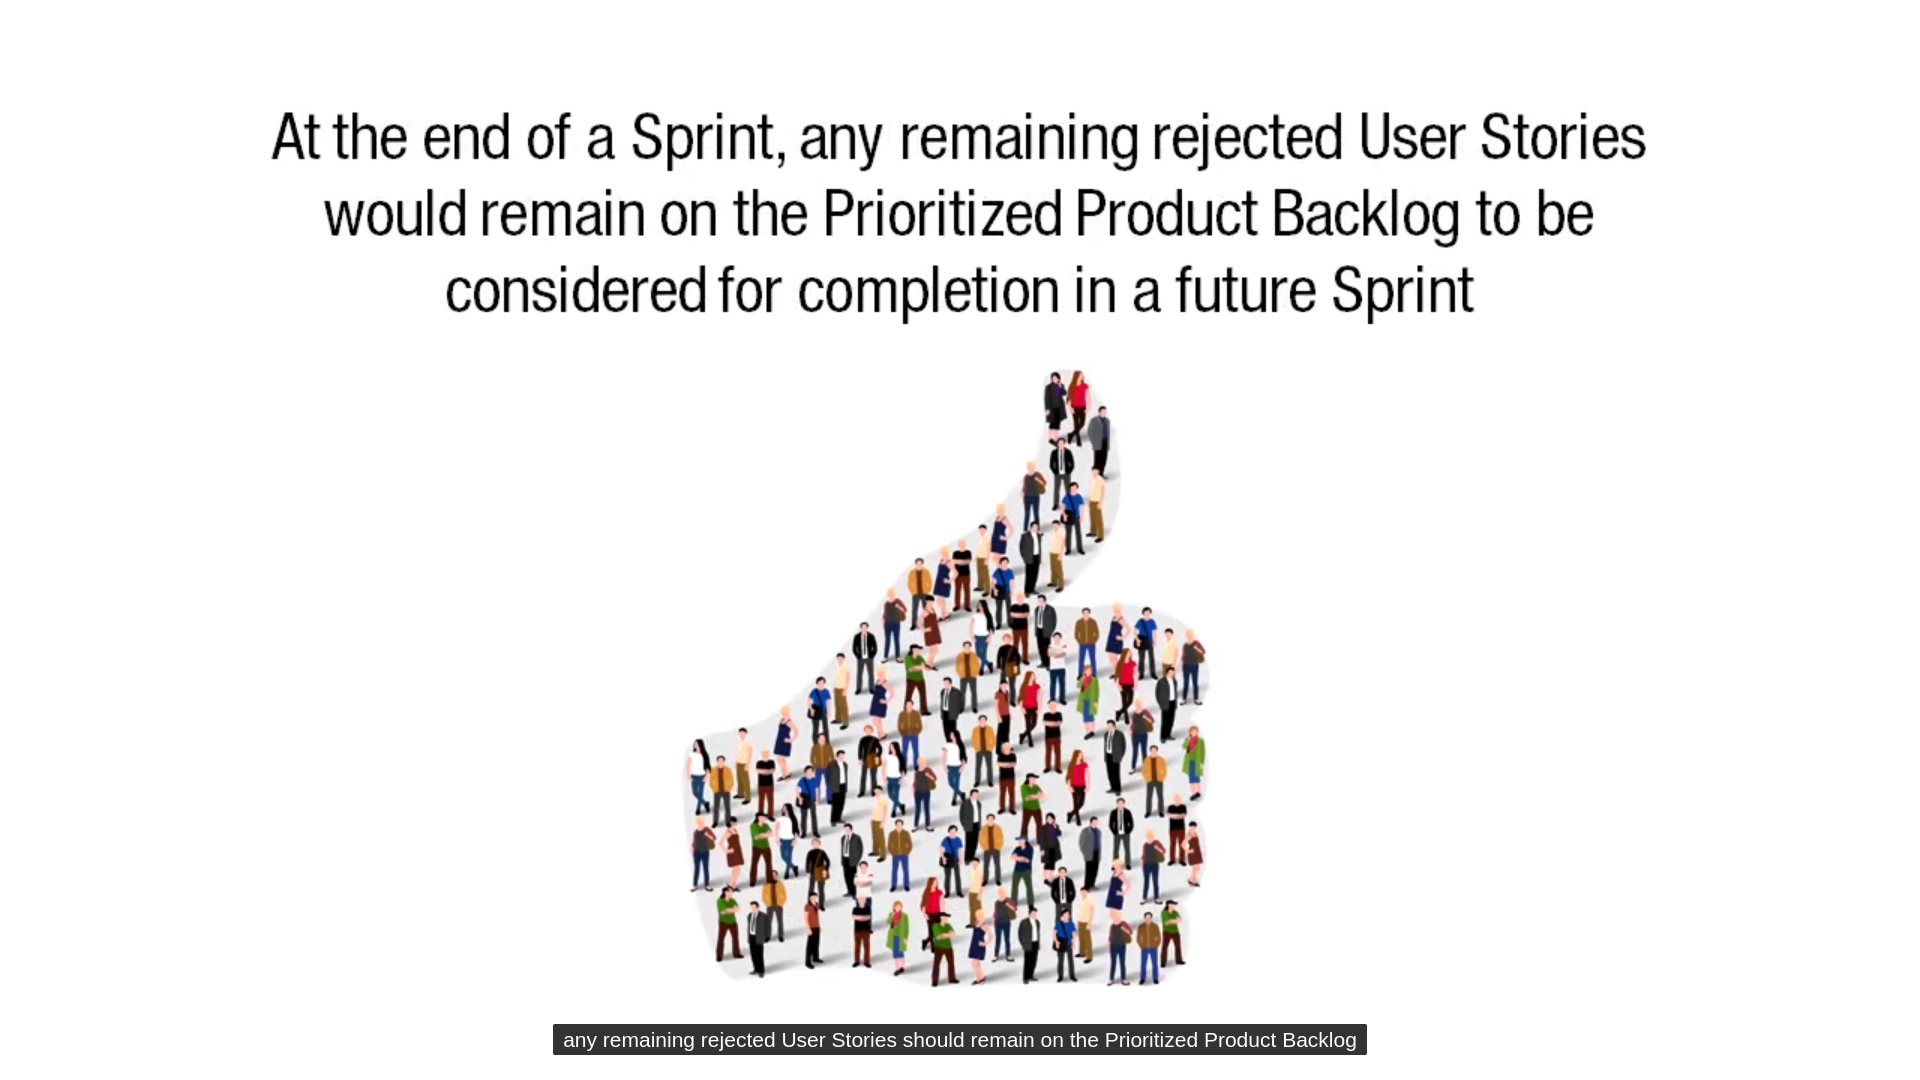 At the end of a Sprint, any remaining rejected User Stories
would remain on the Prioritized Product Backlog to be
considered for completion in a future Sprint
any remaining rejected User Stories should remain on the Prioritized Product Backlog